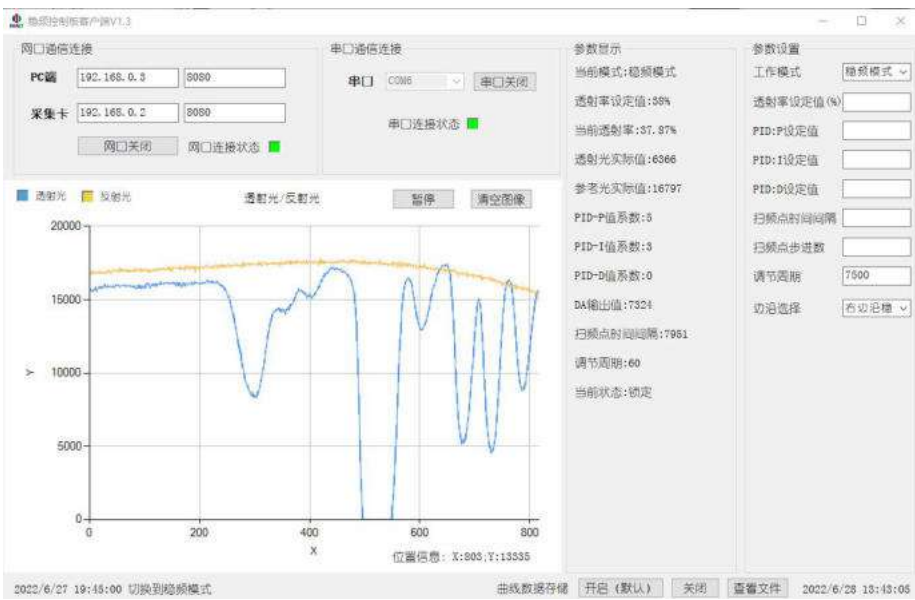 稳频控制板客户端V1.3
网口通信连接
PC端 192.168.0.3 8080
采集卡 192.168.0.2 8080
网口关闭 网口连接状态
串口通信连接
串口 COM6 串口关闭
串口连接状态
透射光 反射光 透射光/反射光 暂停 清空图像
20000
15000
10000
5000
0
Y
0 200 400 600 800
X
位置信息: X:803;Y:13535
参数显示
当前模式:稳频模式
透射率设定值:38%
当前透射率:37.87%
透射光实际值:6366
参考光实际值:16797
PID-P值系数:5
PID-I值系数:3
PID-D值系数:0
DA输出值:7324
扫频点时间间隔:7951
调节周期:60
当前状态:锁定
参数设置
工作模式 稳频模式
透射率设定值(%)
PID:P设定值
PID:I设定值
PID:D设定值
扫频点时间间隔
扫频点步进数
调节周期 7500
边沿选择 右边沿稳
2022/6/27 19:45:00 切换到稳频模式 曲线数据存储 开启(默认) 关闭 查看文件 2022/6/28 13:43:05